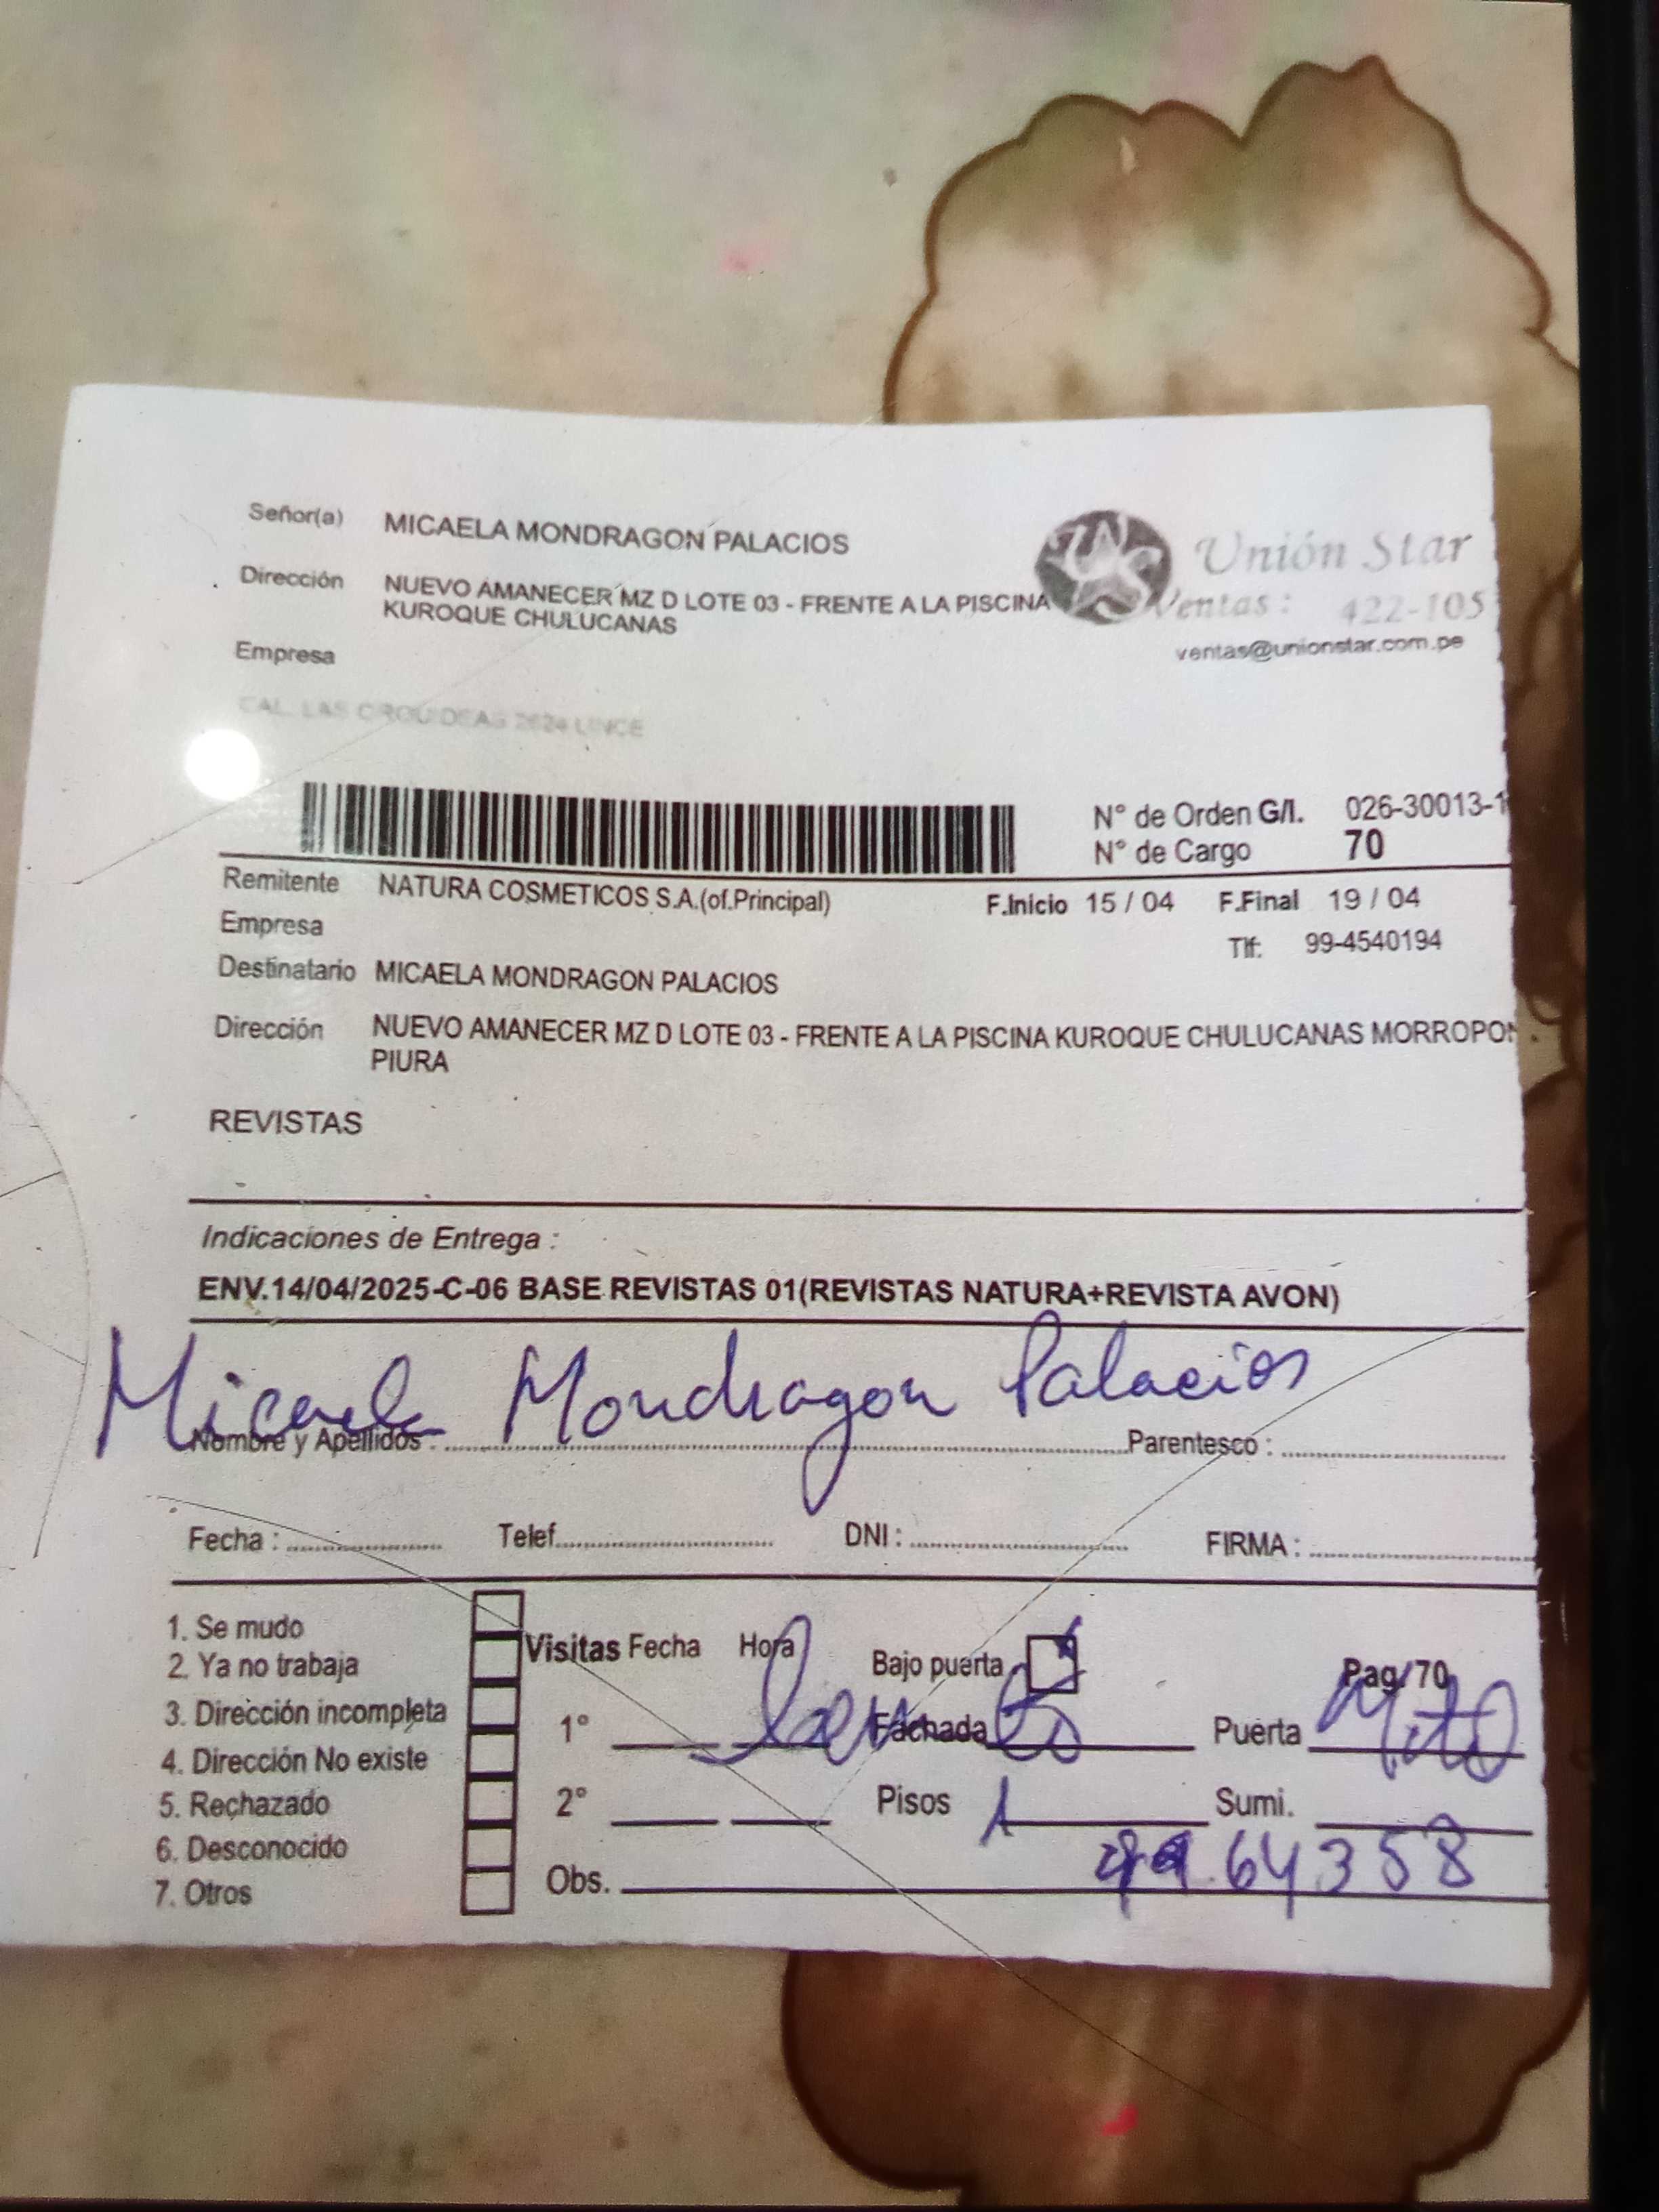 Señor(a) MICAELA MONDRAGON PALACIOS
Unión Star
Dirección NUEVO AMANECER MZ D LOTE 03 - FRENTE A LA PISCINA
KUROQUE CHULUCANAS
Ventas: 422-105
ventas@unionstar.com.pe
Empresa
CAL. LAS ORQUIDEAS 2624 LINCE
N° de Orden G/I. 026-30013-1
N° de Cargo 70
Remitente NATURA COSMETICOS S.A.(of.Principal) F.Inicio 15 / 04 F.Final 19 / 04
Empresa Tlf: 99-4540194
Destinatario MICAELA MONDRAGON PALACIOS
Dirección NUEVO AMANECER MZ D LOTE 03 - FRENTE A LA PISCINA KUROQUE CHULUCANAS MORROPON
PIURA
REVISTAS
Indicaciones de Entrega :
ENV.14/04/2025-C-06 BASE REVISTAS 01(REVISTAS NATURA+REVISTA AVON)
Micaela Mondragon Palacios
Nombre y Apellidos : Parentesco :
Fecha : Telef. DNI : FIRMA :
1. Se mudo
2. Ya no trabaja
3. Dirección incompleta
4. Dirección No existe
5. Rechazado
6. Desconocido
7. Otros
Visitas Fecha Hora Bajo puerta Pag/70
1° Fachada Puerta
2° Pisos 1 Sumi.
64358
Obs.